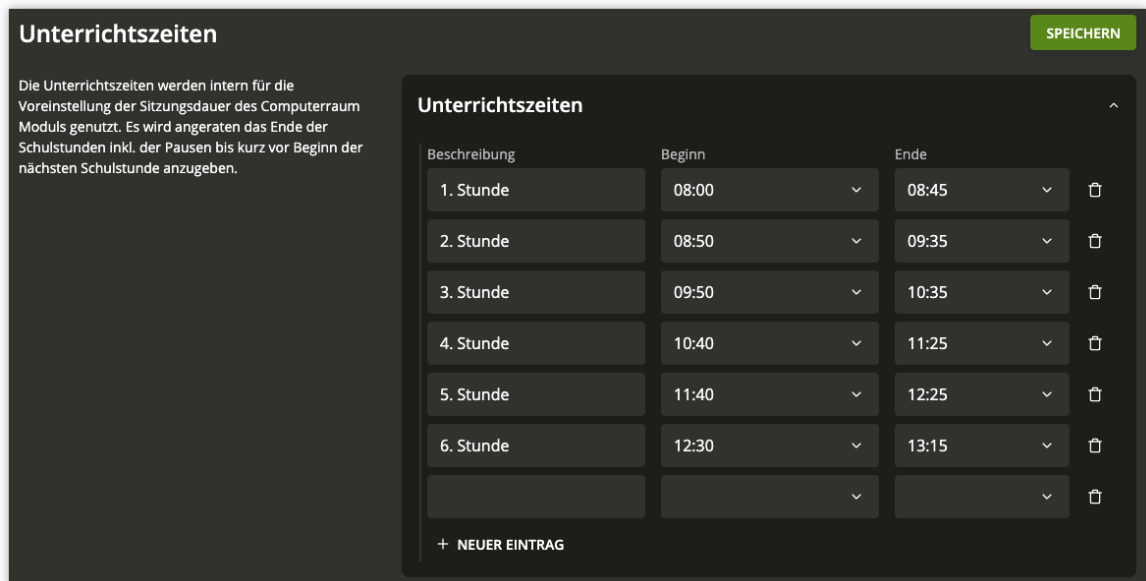 Unterrichtszeiten
SPEICHERN
Die Unterrichtszeiten werden intern für die
Voreinstellung der Sitzungsdauer des Computerraum
Moduls genutzt. Es wird angeraten das Ende der
Schulstunden inkl. der Pausen bis kurz vor Beginn der
nächsten Schulstunde anzugeben.
Unterrichtszeiten
Beschreibung Beginn Ende
1. Stunde 08:00 08:45
2. Stunde 08:50 09:35
3. Stunde 09:50 10:35
4. Stunde 10:40 11:25
5. Stunde 11:40 12:25
6. Stunde 12:30 13:15
+ NEUER EINTRAG